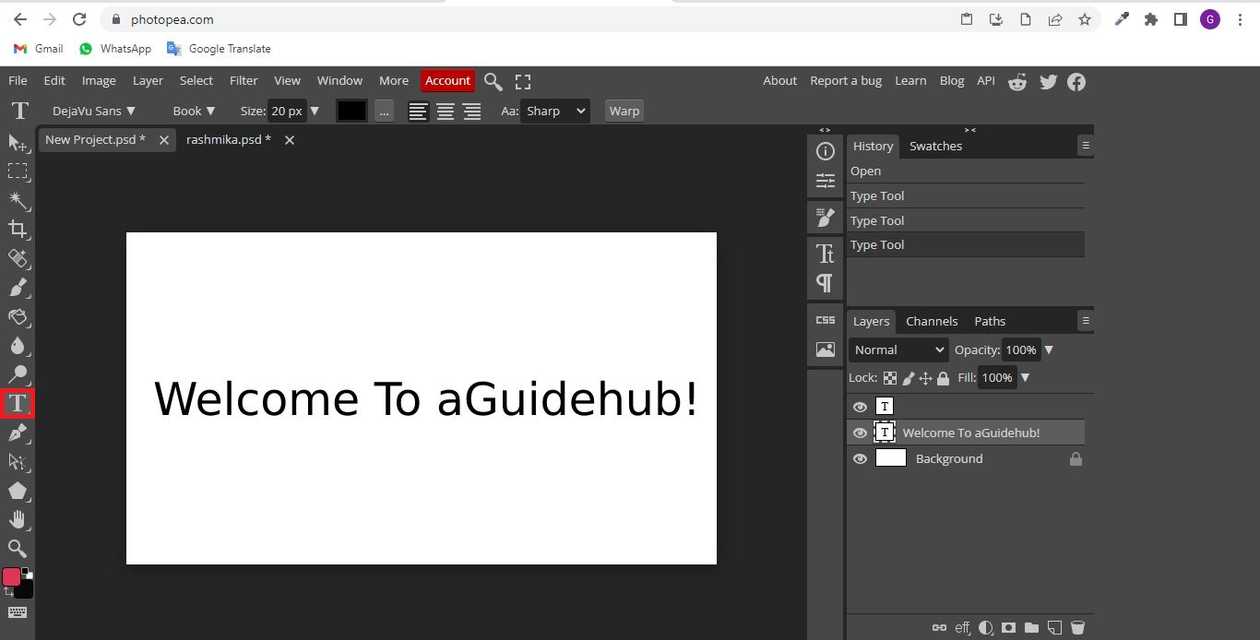 photopea.com
G
Gmail WhatsApp Google Translate
File Edit Image Layer Select Filter View Window More Account About Report a bug Learn Blog API
T DejaVu Sans ▼ Book ▼ Size: 20 px ▼ ... Aa: Sharp Warp
New Project.psd * × rashmika.psd * ×
< > > <
History Swatches
Open
Type Tool
Type Tool
Type Tool
Tt
¶
CSS
Layers Channels Paths
Normal Opacity: 100% ▼
Lock: Fill: 100% ▼
T
T Welcome To aGuidehub!
Background
Welcome To aGuidehub!
T
eff